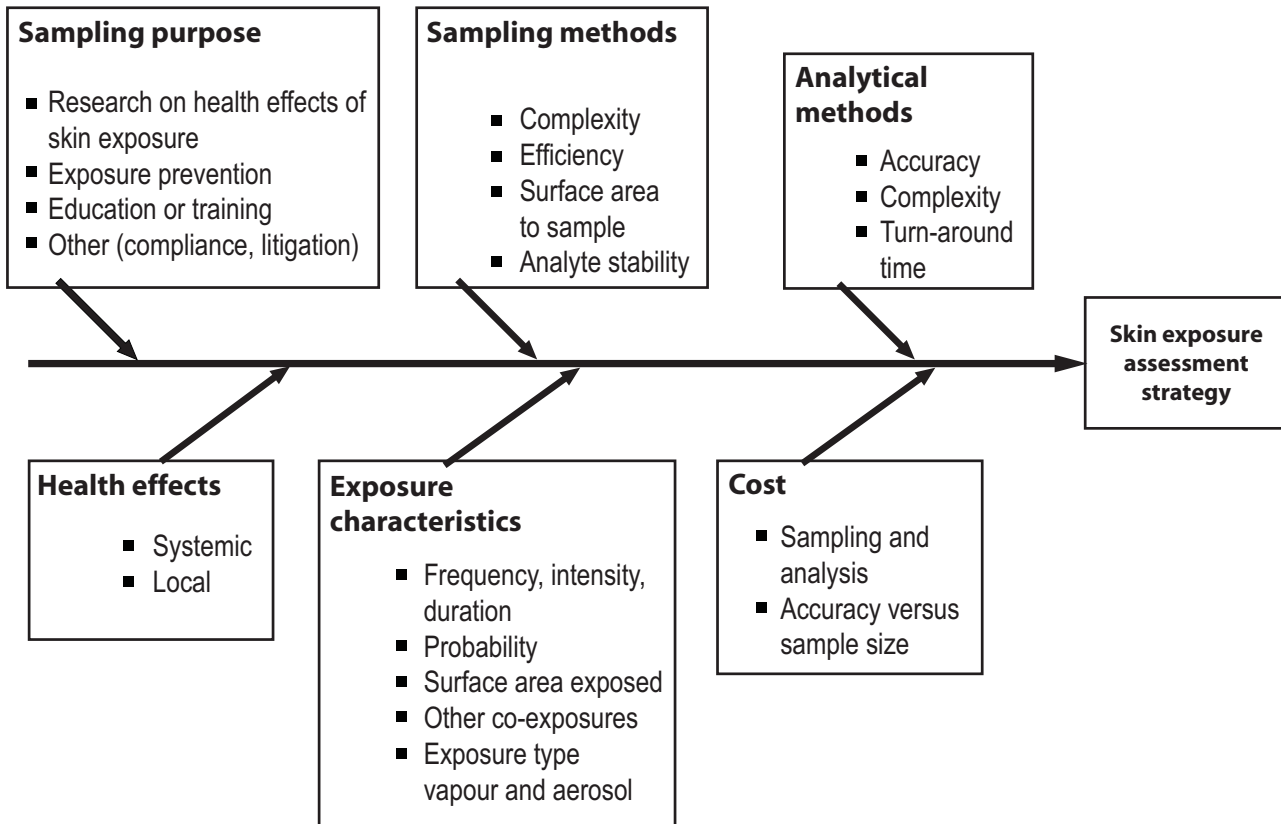 Sampling purpose
■ Research on health effects of
skin exposure
■ Exposure prevention
■ Education or training
■ Other (compliance, litigation)
Sampling methods
■ Complexity
■ Efficiency
■ Surface area
to sample
■ Analyte stability
Analytical
methods
■ Accuracy
■ Complexity
■ Turn-around
time
Skin exposure
assessment
strategy
Health effects
■ Systemic
■ Local
Exposure
characteristics
■ Frequency, intensity,
duration
■ Probability
■ Surface area exposed
■ Other co-exposures
■ Exposure type
vapour and aerosol
Cost
■ Sampling and
analysis
■ Accuracy versus
sample size